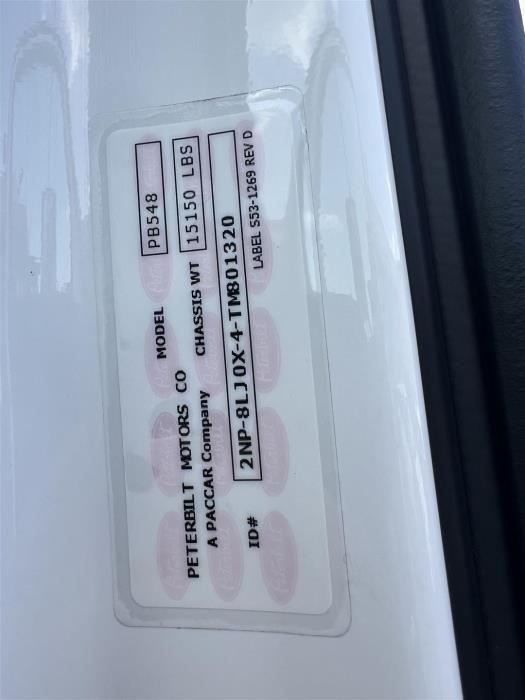 MODEL PB548
PETERBILT MOTORS CO
A PACCAR Company CHASSIS WT 15150 LBS
ID# 2NP-8LJ0X-4-TM801320
LABEL S53-1269 REV D